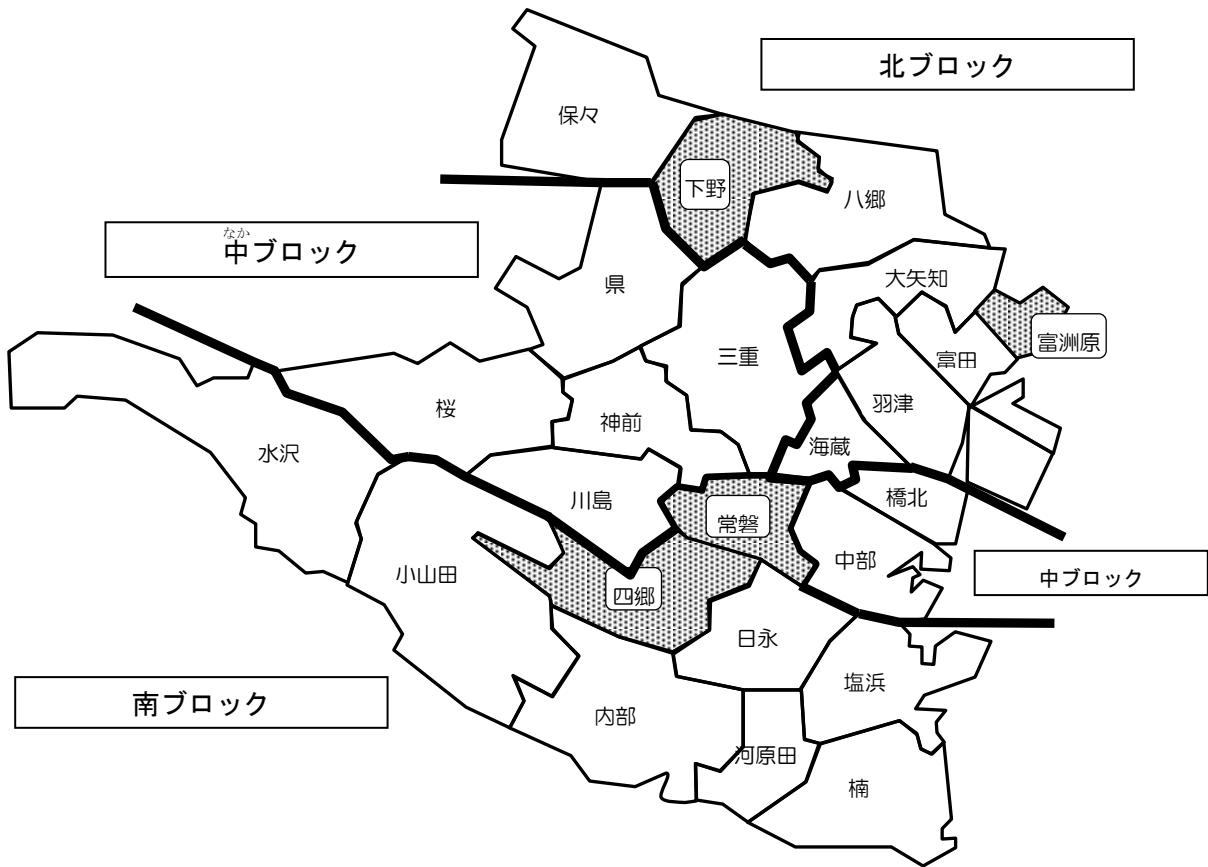 北ブロック
保々
下野
八郷
なか
中ブロック
県
大矢知
富洲原
三重
富田
桜
神前
羽津
水沢
海蔵
川島
橋北
常磐
中部
中ブロック
小山田
四郷
日永
塩浜
南ブロック
内部
河原田
楠